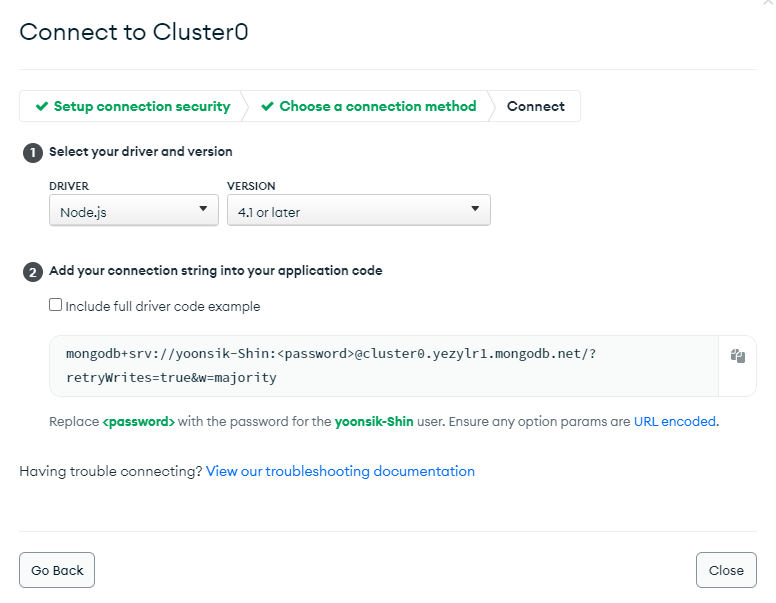 Connect to Cluster0
Setup connection security
Choose a connection method
Connect
1 Select your driver and version
DRIVER VERSION
Node.js 4.1 or later
2 Add your connection string into your application code
Include full driver code example
mongodb+srv://yoonsik-Shin:<password>@cluster0.yezylr1.mongodb.net/?
retryWrites=true&w=majority
Replace <password> with the password for the yoonsik-Shin user. Ensure any option params are URL encoded.
Having trouble connecting? View our troubleshooting documentation
Go Back Close